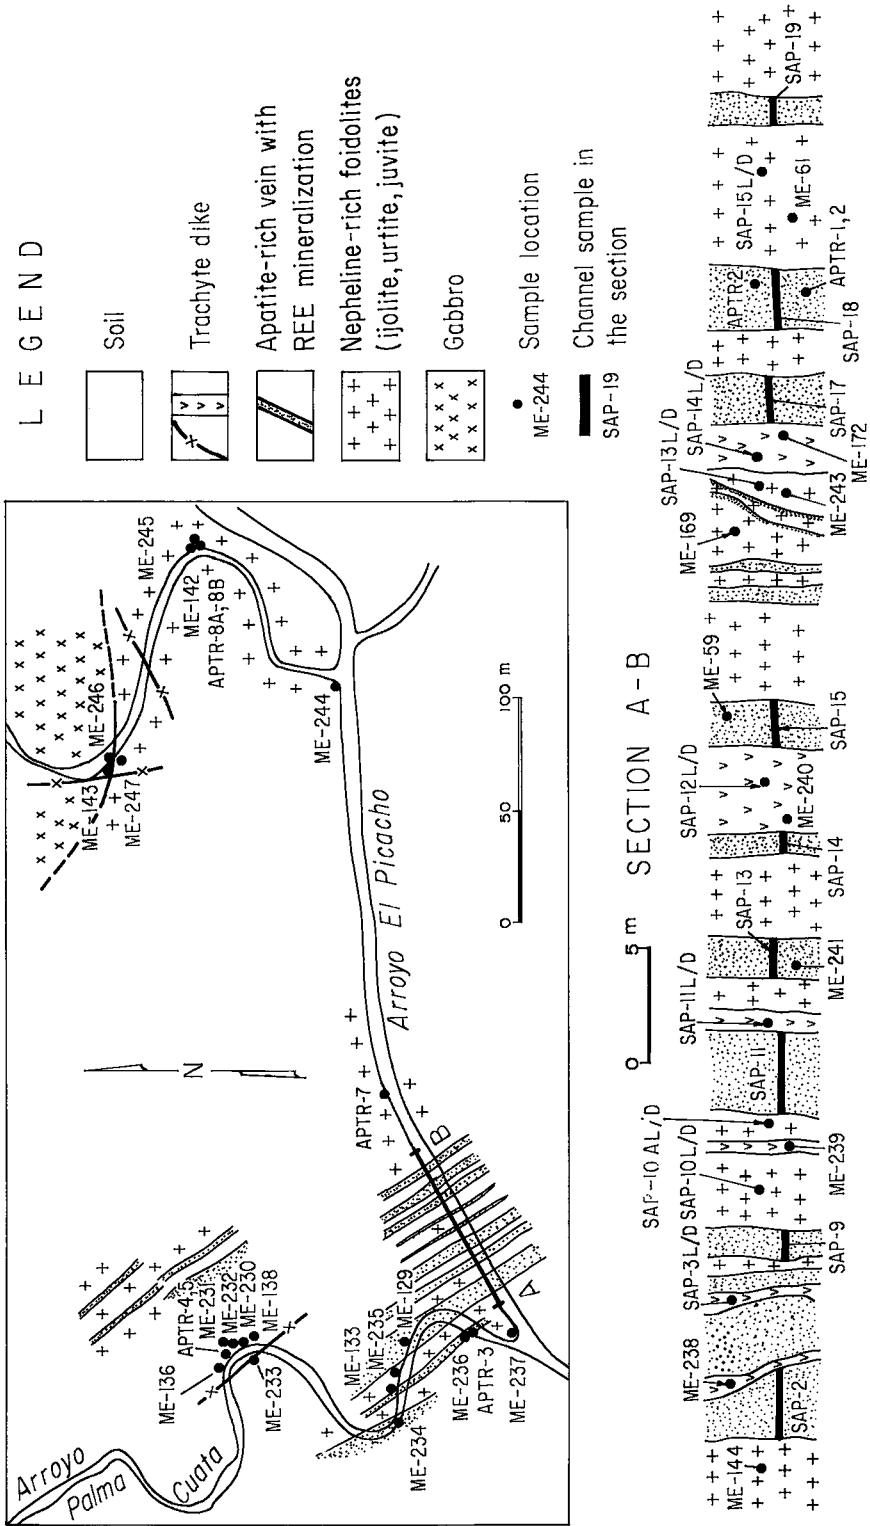 LEGEND
Soil
Trachyte dike
Apatite-rich vein with
REE mineralization
Nepheline-rich foidolites
(ijolite, urtite, juvite)
Gabbro
ME-244
Sample location
SAP-19
Channel sample in
the section
Arroyo
Palma
Cuata
ME-136
APTR-4,5
ME-231
ME-232
ME-230
ME-138
ME-233
ME-133
ME-235
ME-129
ME-234
ME-236
APTR-3
ME-237
A
B
N
APTR-7
Arroyo El Picacho
ME-143
ME-246
ME-247
ME-142
ME-245
APTR-8A,-8B
ME-244
0
50
100 m
SECTION A-B
0
5 m
ME-144
SAP-2
ME-238
SAP-3L/D
SAP-9
SAP-10L/D
SAP-10 AL/D
ME-239
SAP-11
SAP-11L/D
ME-241
SAP-13
SAP-14
SAP-12L/D
ME-240
SAP-15
ME-59
ME-169
SAP-13L/D
ME-243
SAP-14L/D
ME-172
SAP-17
APTR2
SAP-18
APTR-1,2
SAP-15L/D
ME-61
SAP-19